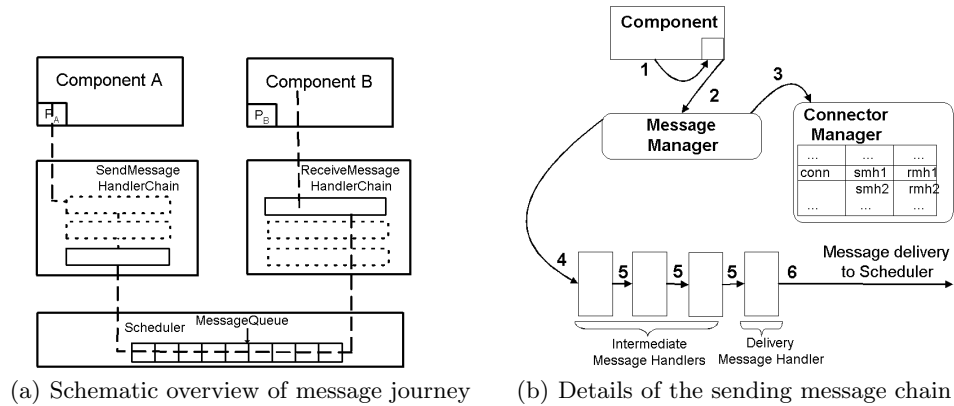 Component A
P_A
SendMessage
HandlerChain
Component B
P_B
ReceiveMessage
HandlerChain
Scheduler
MessageQueue
(a) Schematic overview of message journey
Component
1
2
3
Message
Manager
Connector
Manager
... ... ...
conn smh1 rmh1
smh2 rmh2
... ... ...
4
5 5 5 6
Message delivery
to Scheduler
Intermediate
Message Handlers
Delivery
Message Handler
(b) Details of the sending message chain